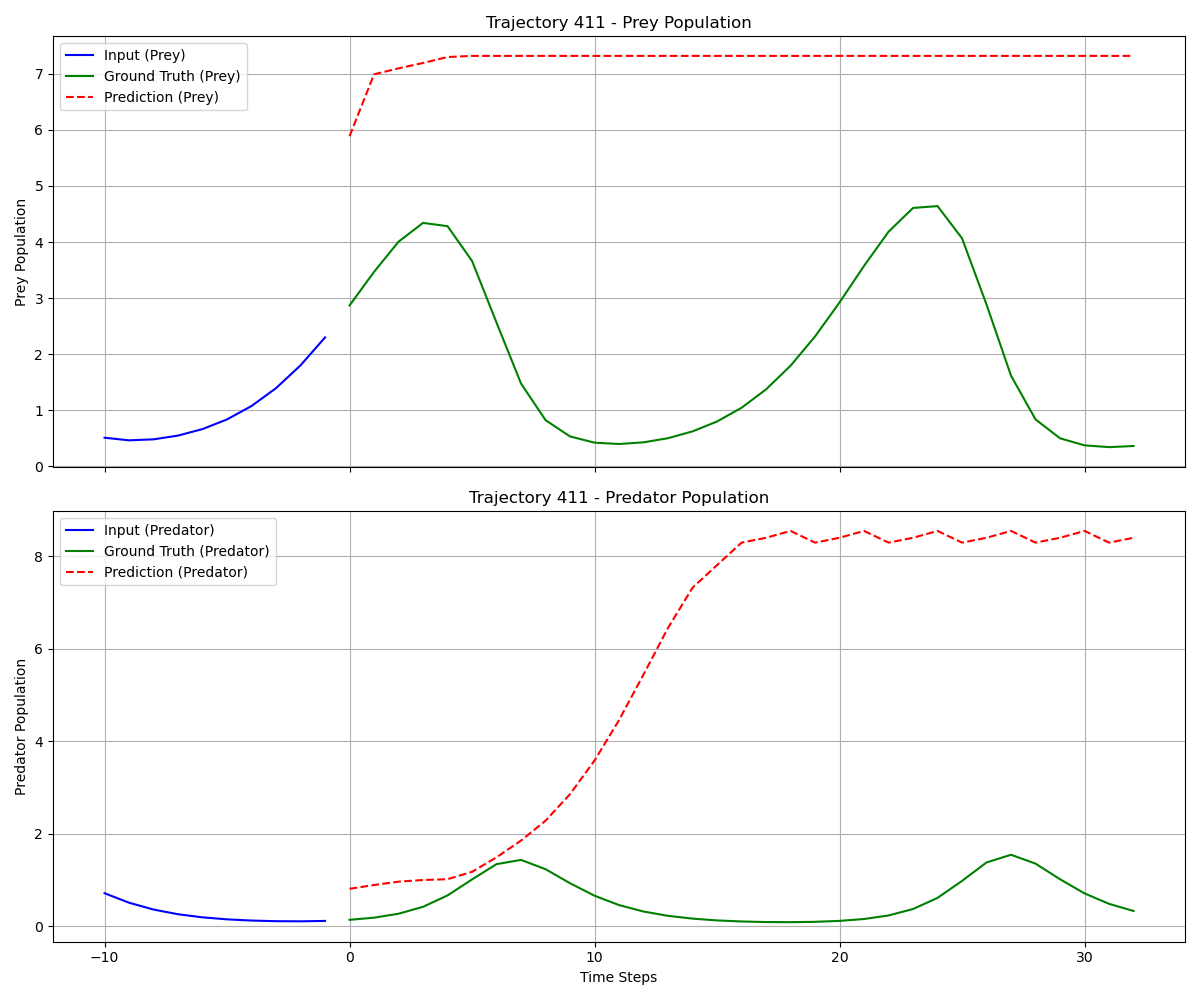 Trajectory 411 - Prey Population
Input (Prey)
Ground Truth (Prey)
Prediction (Prey)
Prey Population
7
6
5
4
3
2
1
0
Trajectory 411 - Predator Population
Input (Predator)
Ground Truth (Predator)
Prediction (Predator)
Predator Population
8
6
4
2
0
−10
0
10
20
30
Time Steps